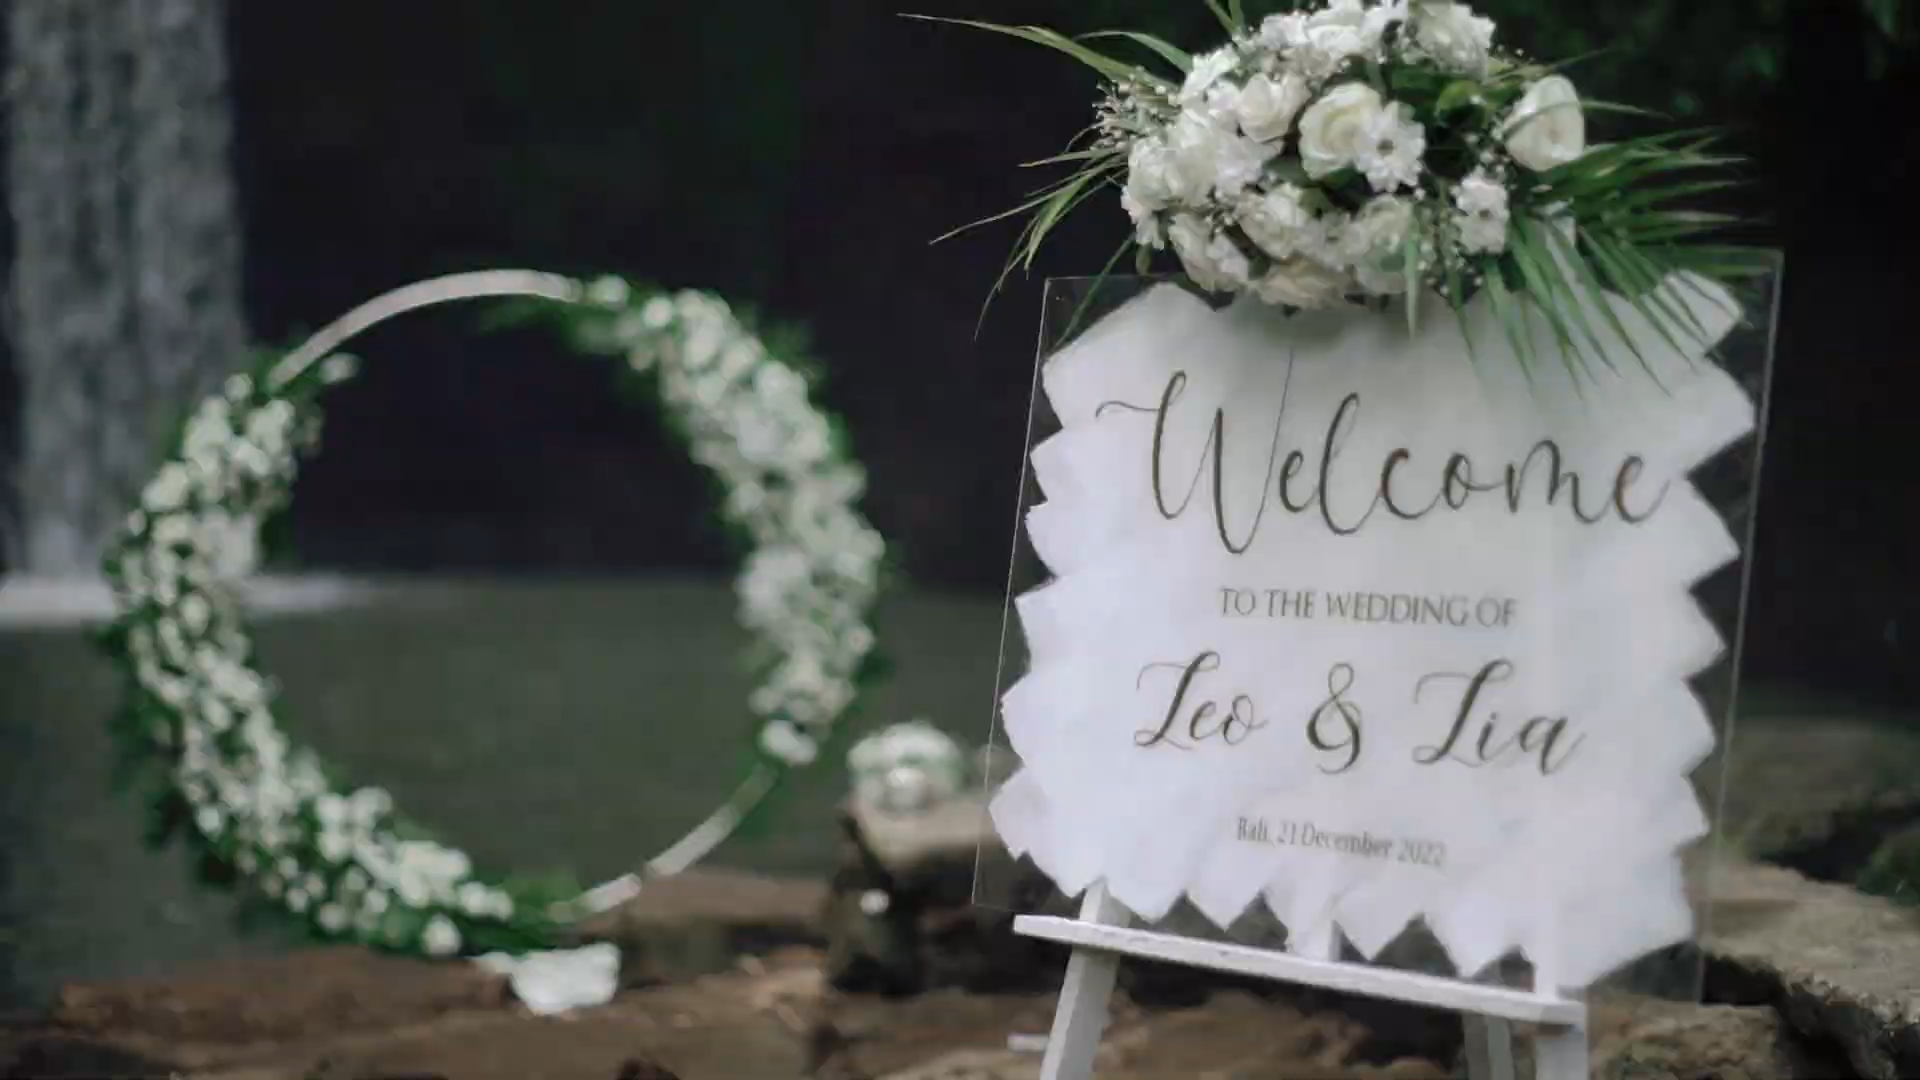 Welcome
TO THE WEDDING OF
Leo & Lia
Bali, 21 December 2022